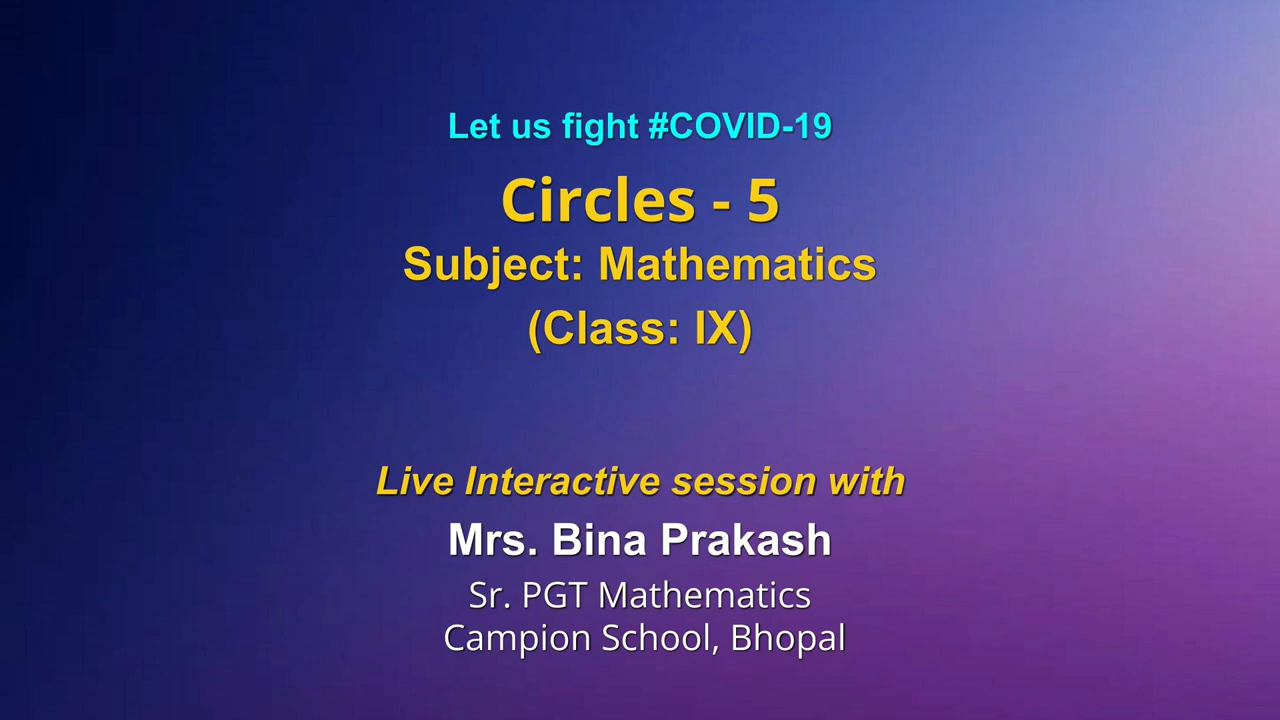 Let us fight #COVID-19
Circles - 5
Subject: Mathematics
(Class: IX)
Live Interactive session with
Mrs. Bina Prakash
Sr. PGT Mathematics
Campion School, Bhopal